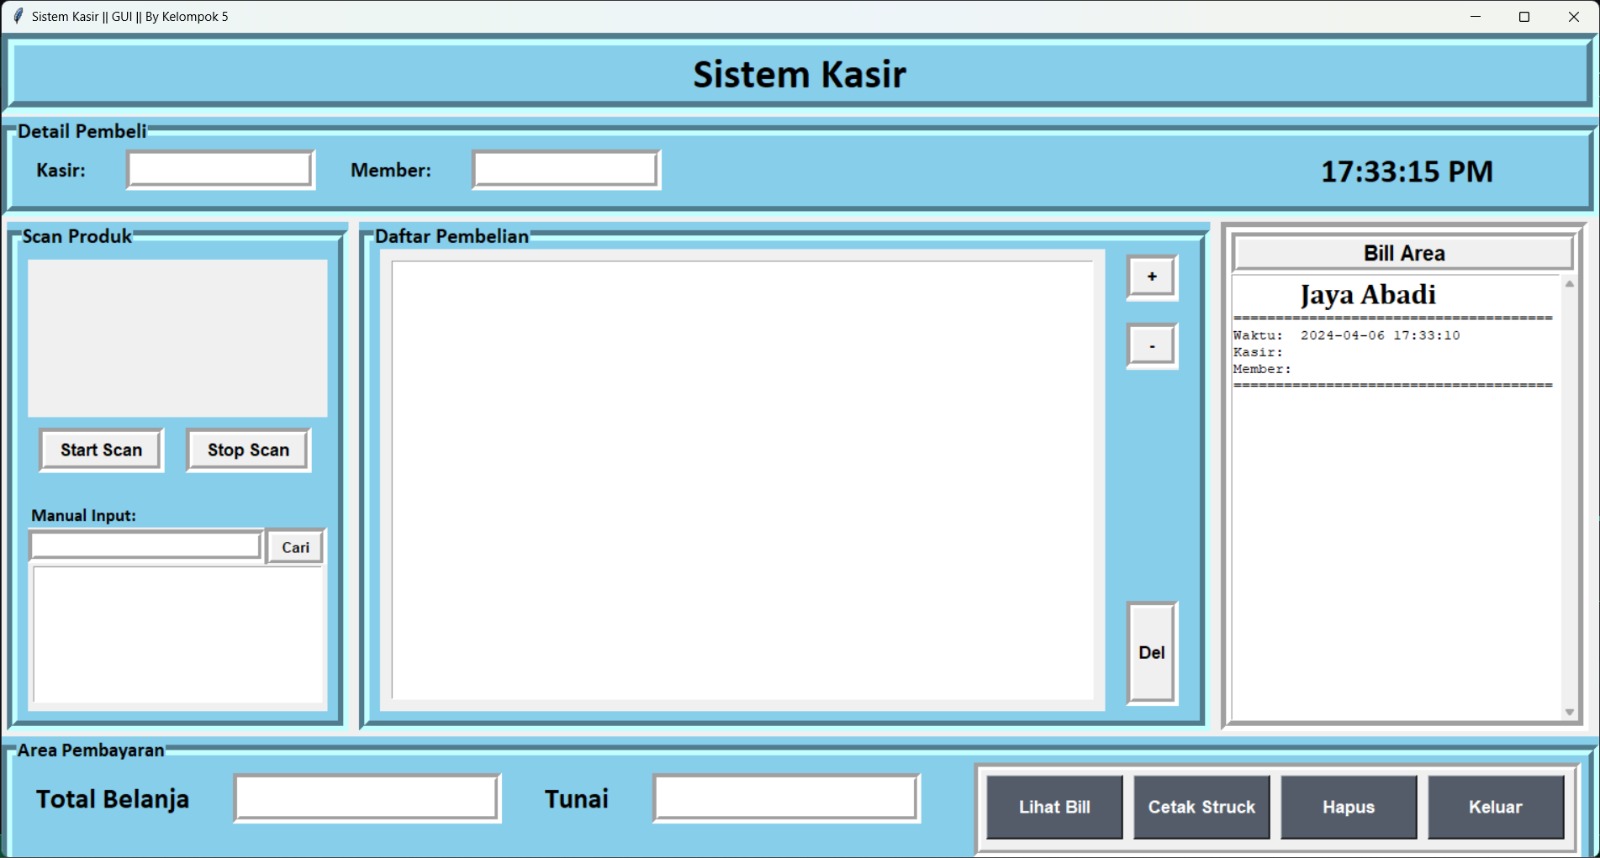 Sistem Kasir || GUI || By Kelompok 5
Sistem Kasir
Detail Pembeli
Kasir:
Member:
17:33:15 PM
Scan Produk
Start Scan
Stop Scan
Manual Input:
Cari
Daftar Pembelian
+
-
Del
Bill Area
Jaya Abadi
======================================
Waktu: 2024-04-06 17:33:10
Kasir:
Member:
======================================
Area Pembayaran
Total Belanja
Tunai
Lihat Bill
Cetak Struck
Hapus
Keluar